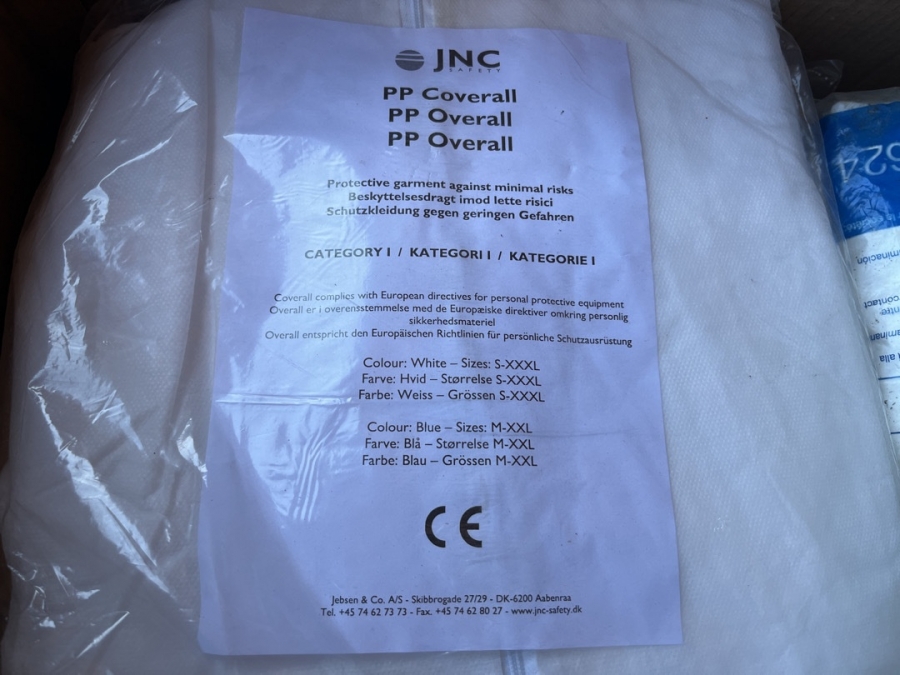 JNC
SAFETY
PP Coverall
PP Overall
PP Overall
Protective garment against minimal risks
Beskyttelsesdragt imod lette risici
Schutzkleidung gegen geringen Gefahren
CATEGORY I / KATEGORI I / KATEGORIE I
Coverall complies with European directives for personal protective equipment
Overall er i overensstemmelse med de Europæiske direktiver omkring personlig
sikkerhedsmateriel
Overall entspricht den Europäischen Richtlinien für persönliche Schutzausrüstung
Colour: White – Sizes: S-XXXL
Farve: Hvid – Størrelse S-XXXL
Farbe: Weiss – Grössen S-XXXL
Colour: Blue – Sizes: M-XXL
Farve: Blå – Størrelse M-XXL
Farbe: Blau – Grössen M-XXL
CE
Jebsen & Co. A/S - Skibbrogade 27/29 - DK-6200 Aabenraa
Tel. +45 74 62 73 73 - Fax. +45 74 62 80 27 - www.jnc-safety.dk
contact
alla